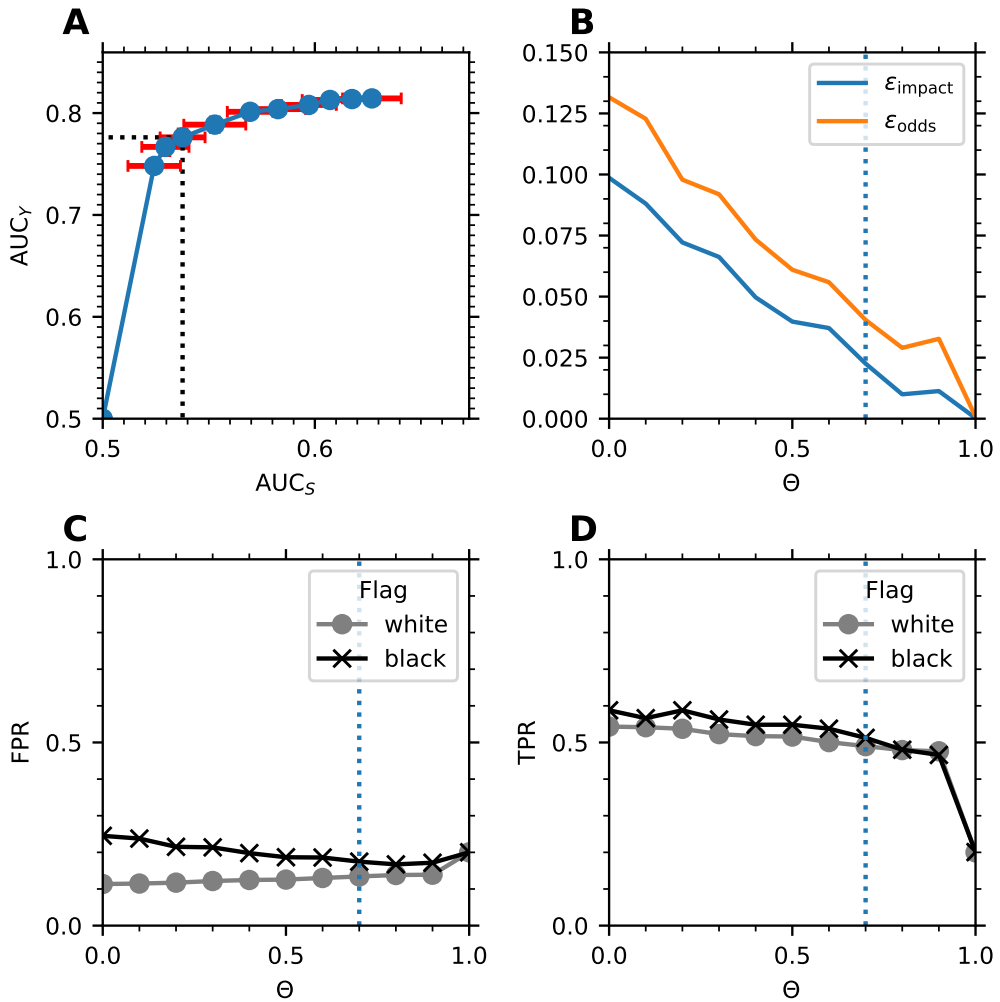 A
AUC_Y
0.8
0.7
0.6
0.5
0.5 0.6
AUC_S
B
0.150
0.125
0.100
0.075
0.050
0.025
0.000
ε_impact
ε_odds
0.0 0.5 1.0
Θ
C
FPR
1.0
0.5
0.0
Flag
white
black
0.0 0.5 1.0
Θ
D
TPR
1.0
0.5
0.0
Flag
white
black
0.0 0.5 1.0
Θ